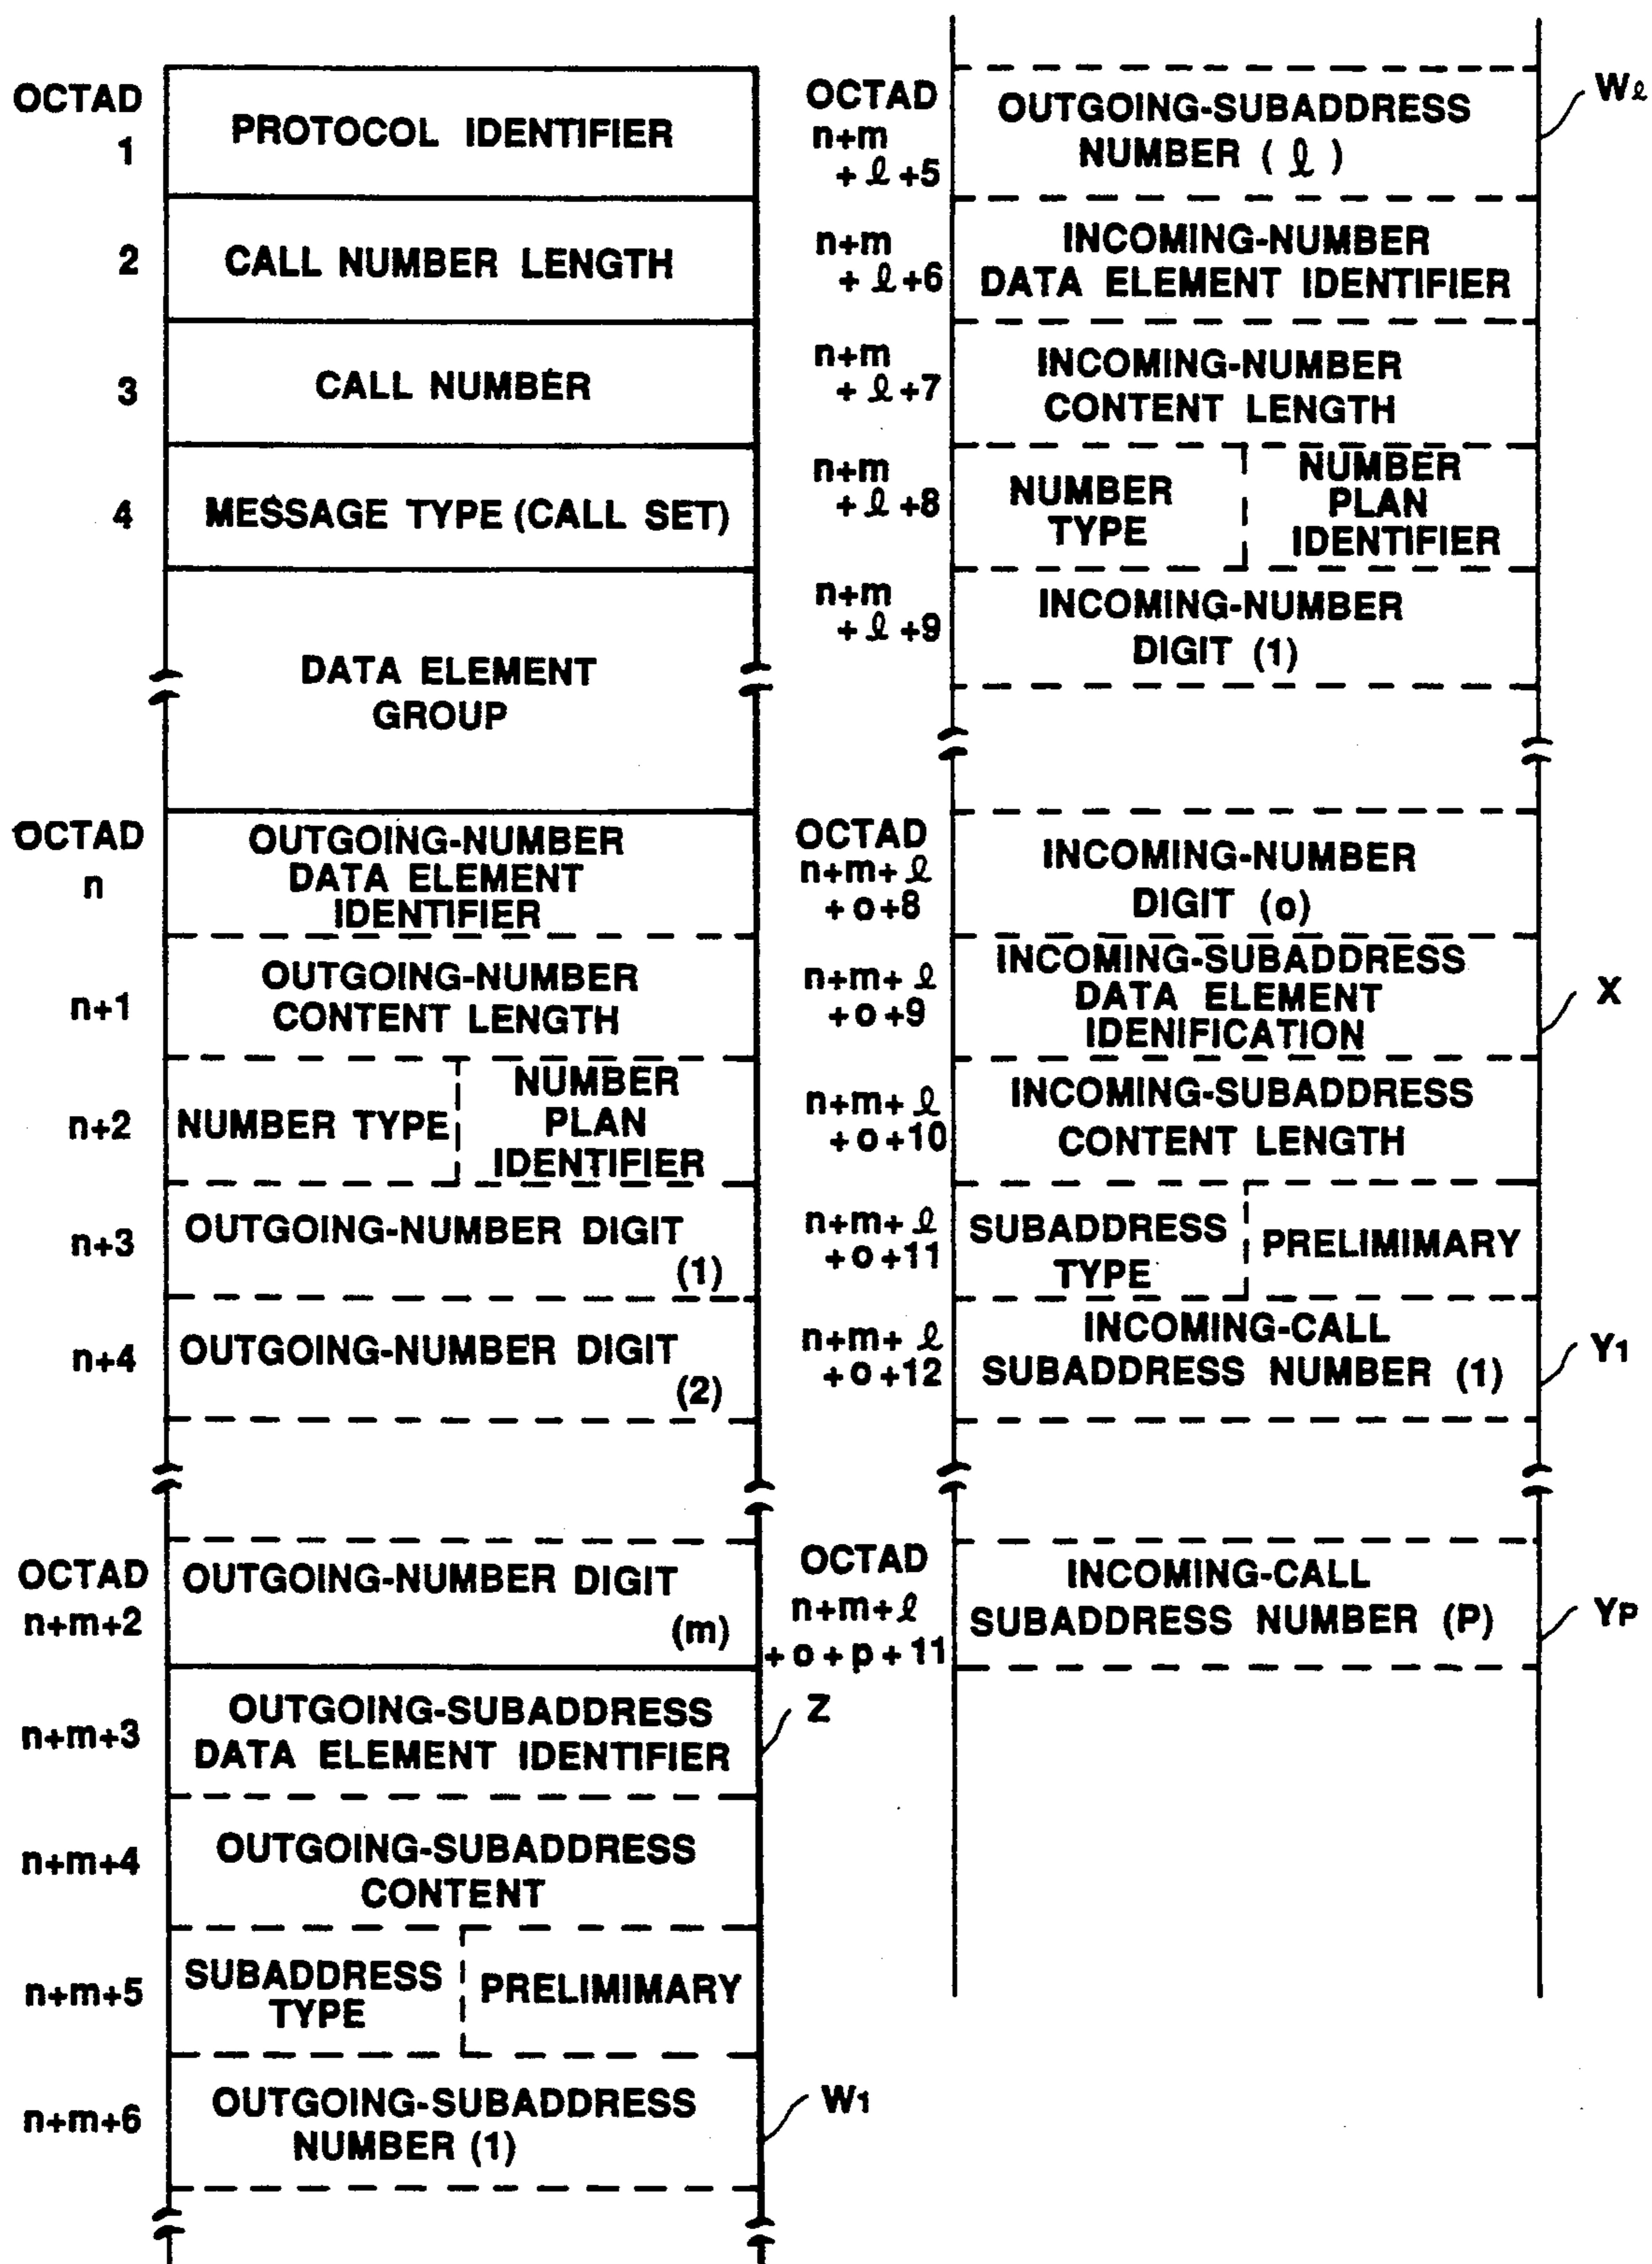 OCTAD
1
PROTOCOL IDENTIFIER
2
CALL NUMBER LENGTH
3
CALL NUMBER
4
MESSAGE TYPE (CALL SET)
DATA ELEMENT
GROUP
OCTAD
n
OUTGOING-NUMBER
DATA ELEMENT
IDENTIFIER
n+1
OUTGOING-NUMBER
CONTENT LENGTH
n+2
NUMBER TYPE
NUMBER
PLAN
IDENTIFIER
n+3
OUTGOING-NUMBER DIGIT
(1)
n+4
OUTGOING-NUMBER DIGIT
(2)
OCTAD
n+m+2
OUTGOING-NUMBER DIGIT
(m)
n+m+3
OUTGOING-SUBADDRESS
DATA ELEMENT IDENTIFIER
Z
n+m+4
OUTGOING-SUBADDRESS
CONTENT
n+m+5
SUBADDRESS
TYPE
PRELIMIMARY
n+m+6
OUTGOING-SUBADDRESS
NUMBER (1)
W1
OCTAD
n+m
+ℓ+5
OUTGOING-SUBADDRESS
NUMBER (ℓ)
Wℓ
n+m
+ℓ+6
INCOMING-NUMBER
DATA ELEMENT IDENTIFIER
n+m
+ℓ+7
INCOMING-NUMBER
CONTENT LENGTH
n+m
+ℓ+8
NUMBER
TYPE
NUMBER
PLAN
IDENTIFIER
n+m
+ℓ+9
INCOMING-NUMBER
DIGIT (1)
OCTAD
n+m+ℓ
+o+8
INCOMING-NUMBER
DIGIT (o)
n+m+ℓ
+o+9
INCOMING-SUBADDRESS
DATA ELEMENT
IDENIFICATION
X
n+m+ℓ
+o+10
INCOMING-SUBADDRESS
CONTENT LENGTH
n+m+ℓ
+o+11
SUBADDRESS
TYPE
PRELIMIMARY
n+m+ℓ
+o+12
INCOMING-CALL
SUBADDRESS NUMBER (1)
Y1
OCTAD
n+m+ℓ
+o+p+11
INCOMING-CALL
SUBADDRESS NUMBER (P)
YP